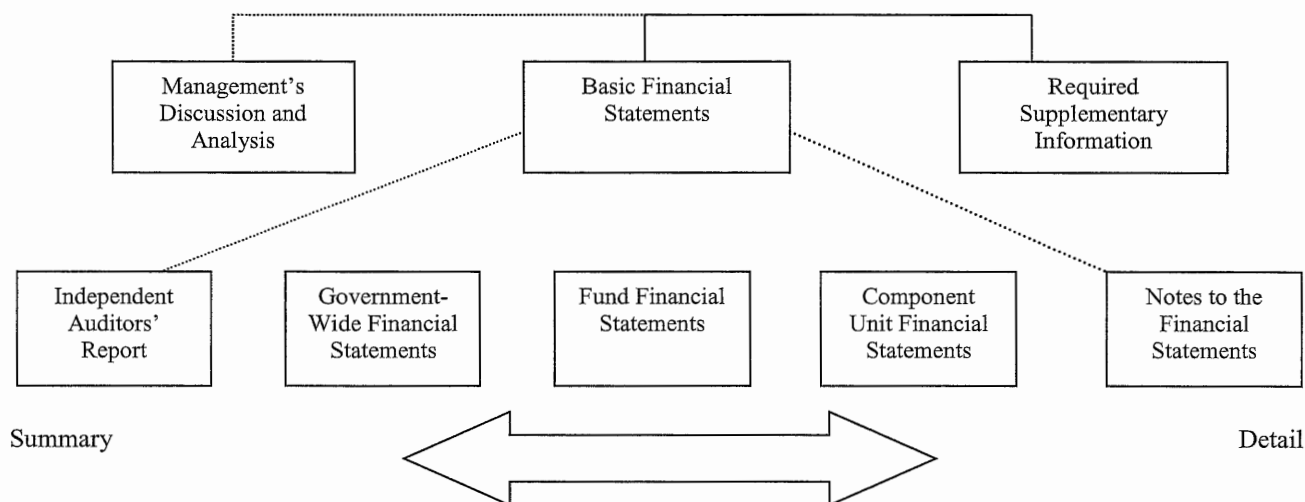 Management's
Discussion and
Analysis
Basic Financial
Statements
Required
Supplementary
Information
Independent
Auditors'
Report
Government-
Wide Financial
Statements
Fund Financial
Statements
Component
Unit Financial
Statements
Notes to the
Financial
Statements
Summary
Detail